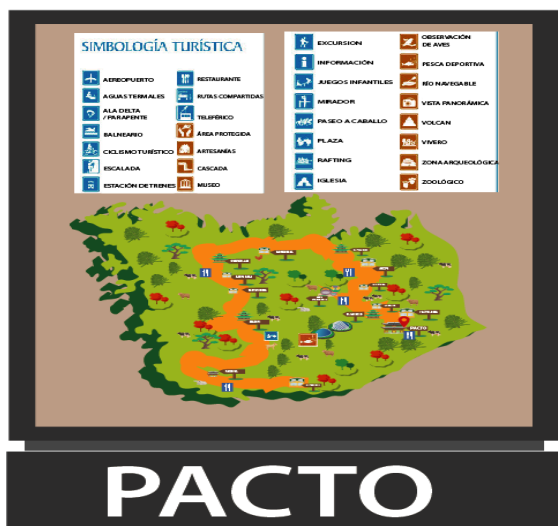 SIMBOLOGÍA TURÍSTICA
AEREOPUERTO
AGUAS TERMALES
ALA DELTA
/ PARAPENTE
BALNEARIO
CICLISMO TURÍSTICO
ESCALADA
ESTACIÓN DE TRENES
RESTAURANTE
RUTAS COMPARTIDAS
TELEFÉRICO
ÁREA PROTEGIDA
ARTESANÍAS
CASCADA
MUSEO
EXCURSION
INFORMACIÓN
JUEGOS INFANTILES
MIRADOR
PASEO A CABALLO
PLAZA
RAFTING
IGLESIA
OBSERVACIÓN
DE AVES
PESCA DEPORTIVA
RÍO NAVEGABLE
VISTA PANORÁMICA
VOLCAN
VIVERO
ZONA ARQUEOLÓGICA
ZOOLÓGICO
PACTO
PACTO